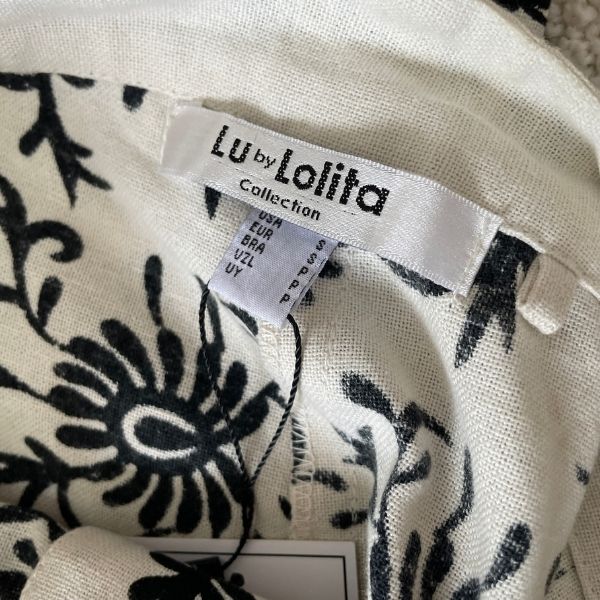 Lu by Lolita
Collection
USA S
EUR S
BRA P
VZL P
UY P